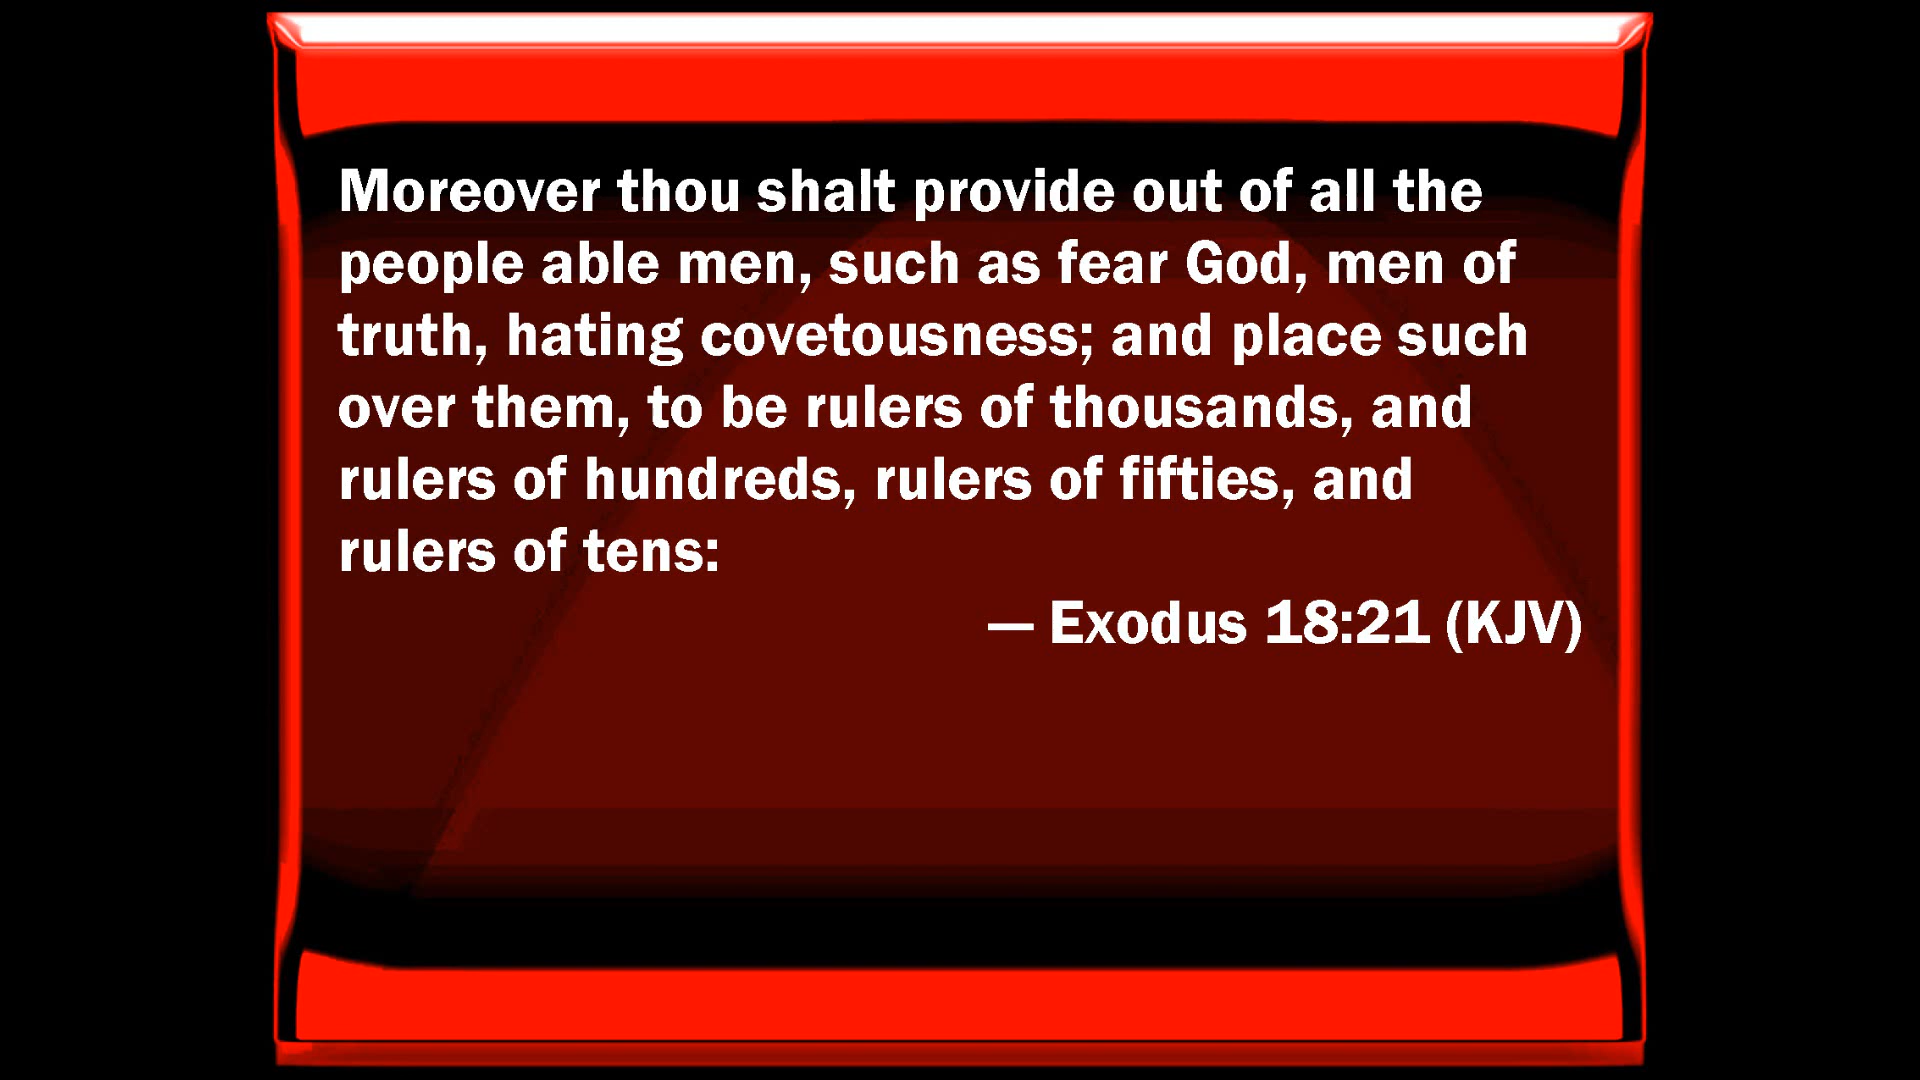 Moreover thou shalt provide out of all the
people able men, such as fear God, men of
truth, hating covetousness; and place such
over them, to be rulers of thousands, and
rulers of hundreds, rulers of fifties, and
rulers of tens:
— Exodus 18:21 (KJV)